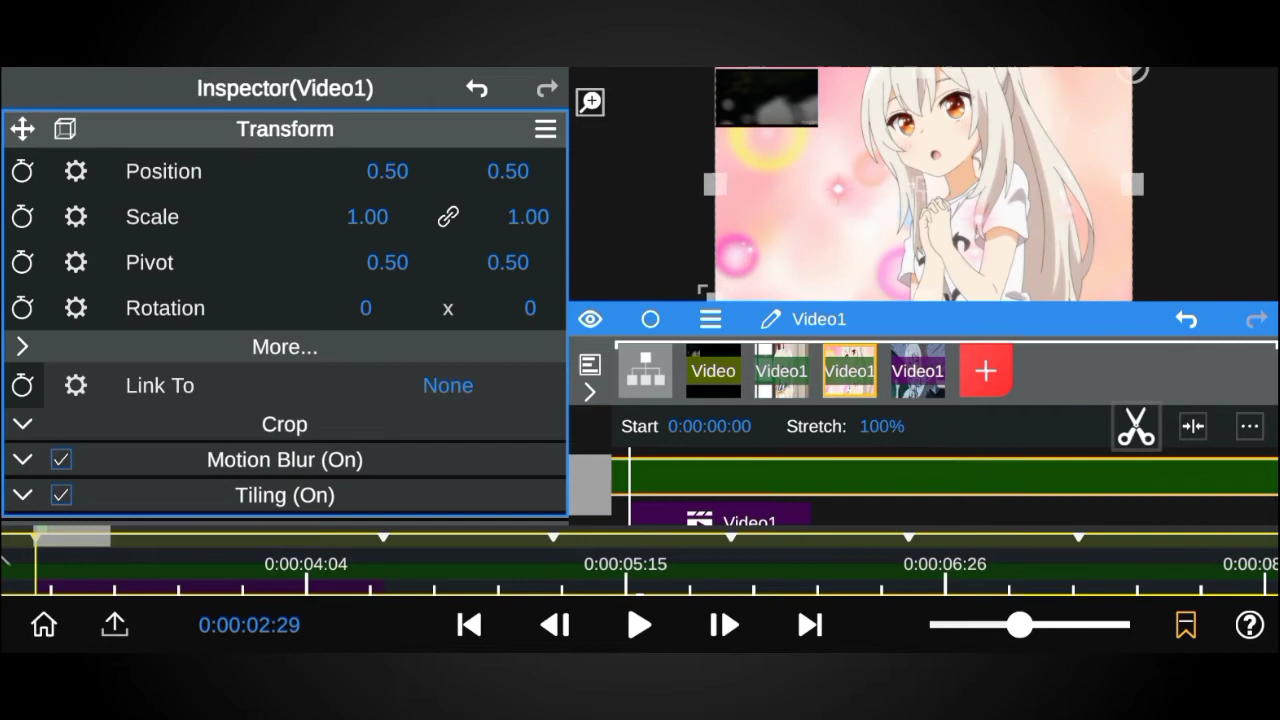 Inspector(Video1)
Transform
Position 0.50 0.50
Scale 1.00 1.00
Pivot 0.50 0.50
Rotation 0 x 0
More...
Link To None
Crop
Motion Blur (On)
Tiling (On)
Video1
Video Video1 Video1 Video1
Start 0:00:00:00 Stretch: 100%
Video1
0:00:04:04 0:00:05:15 0:00:06:26 0:00:08
0:00:02:29